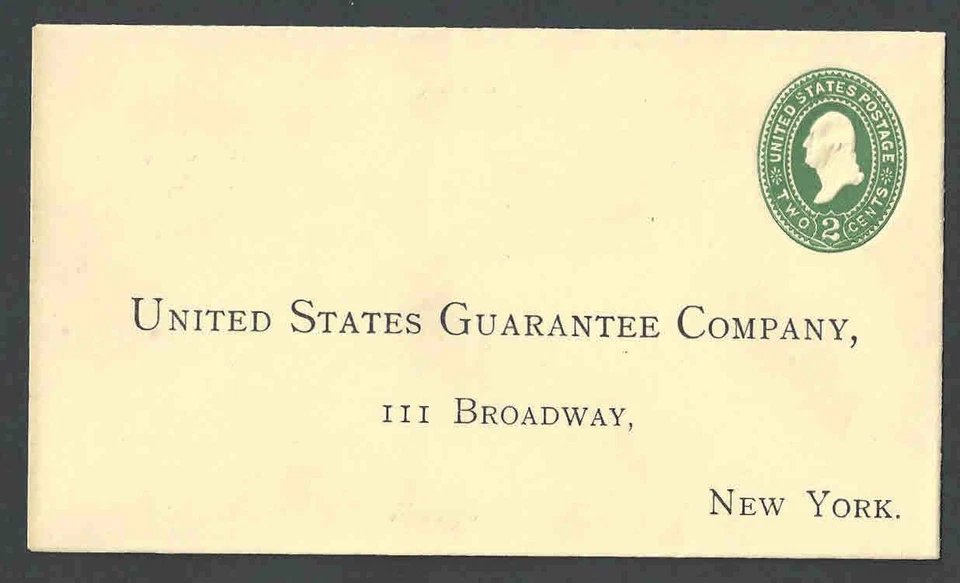 UNITED STATES POSTAGE
TWO 2 CENTS
UNITED STATES GUARANTEE COMPANY,
111 BROADWAY,
NEW YORK.